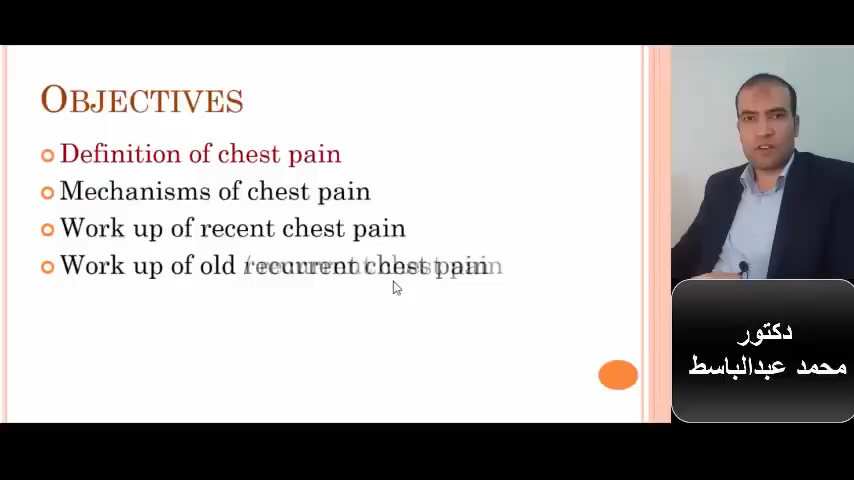 OBJECTIVES
Definition of chest pain
Mechanisms of chest pain
Work up of recent chest pain
Work up of old recurrent chest pain
دكتور
محمد عبدالباسط